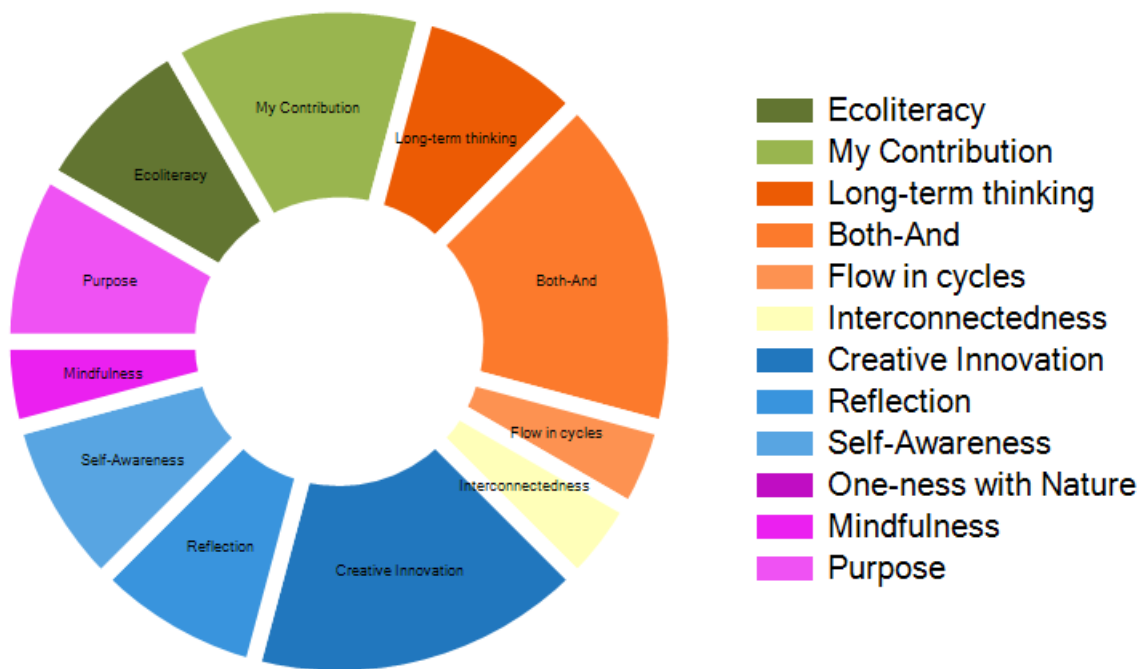 My Contribution
Long-term thinking
Ecoliteracy
Both-And
Purpose
Mindfulness
Flow in cycles
Self-Awareness
Interconnectedness
Reflection
Creative Innovation
Ecoliteracy
My Contribution
Long-term thinking
Both-And
Flow in cycles
Interconnectedness
Creative Innovation
Reflection
Self-Awareness
One-ness with Nature
Mindfulness
Purpose